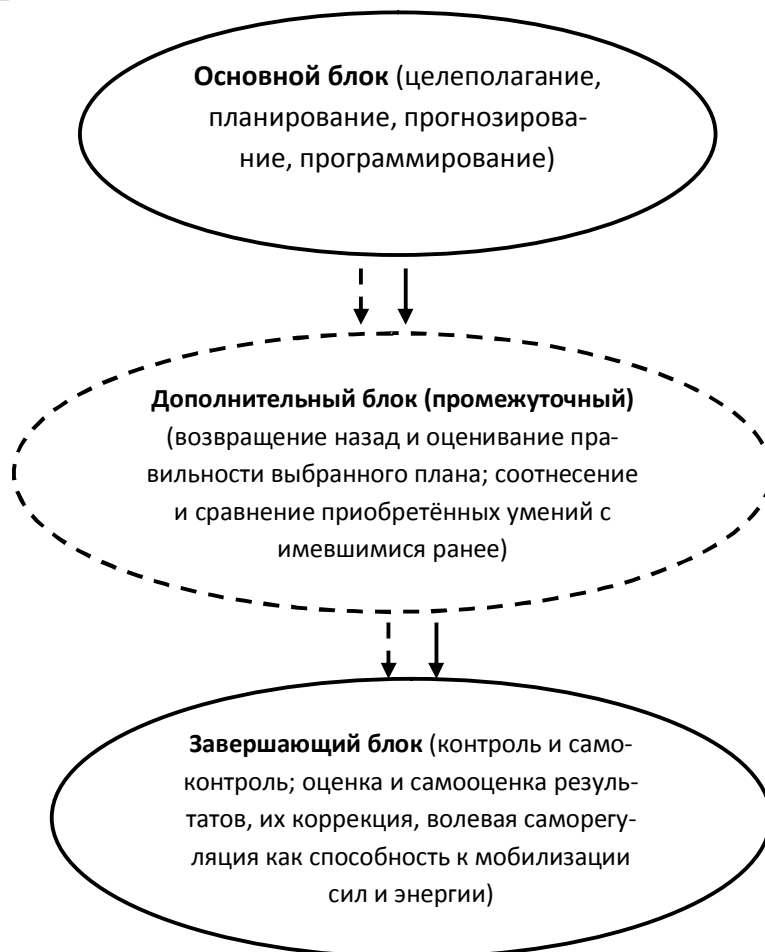 Основной блок (целеполагание,
планирование, прогнозирова-
ние, программирование)
Дополнительный блок (промежуточный)
(возвращение назад и оценивание пра-
вильности выбранного плана; соотнесение
и сравнение приобретённых умений с
имевшимися ранее)
Завершающий блок (контроль и само-
контроль; оценка и самооценка резуль-
татов, их коррекция, волевая саморегу-
ляция как способность к мобилизации
сил и энергии)